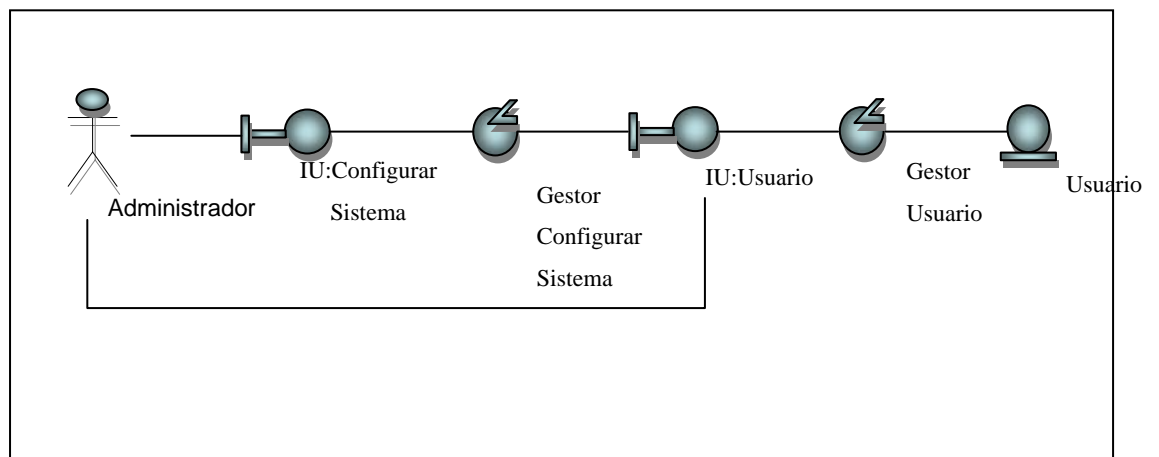 Administrador
IU:Configurar
Sistema
Gestor
Configurar
Sistema
IU:Usuario
Gestor
Usuario
Usuario